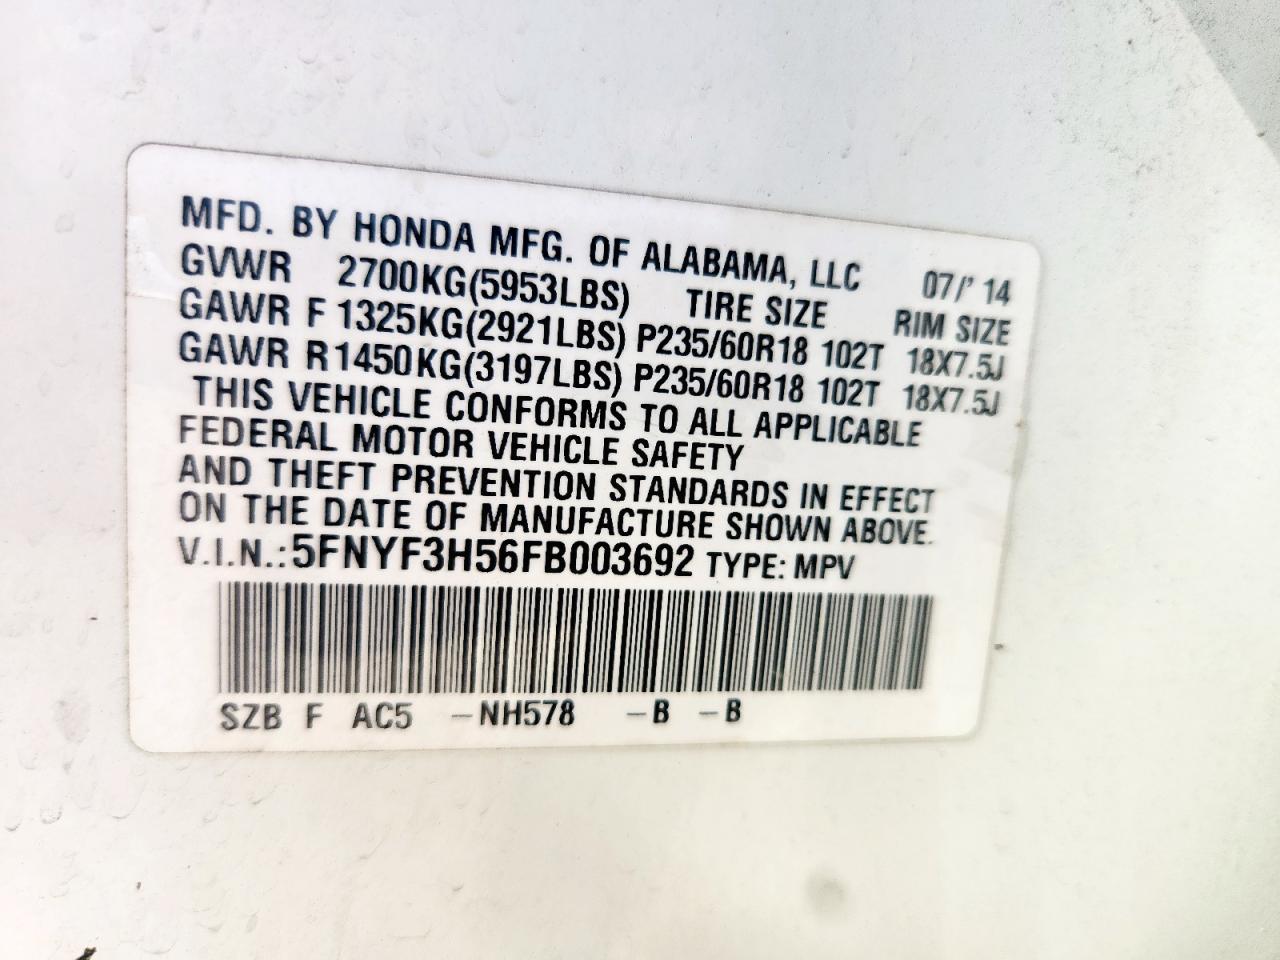 MFD. BY HONDA MFG. OF ALABAMA, LLC 07/'14
GVWR 2700KG(5953LBS) TIRE SIZE RIM SIZE
GAWR F 1325KG(2921LBS) P235/60R18 102T 18X7.5J
GAWR R 1450KG(3197LBS) P235/60R18 102T 18X7.5J
THIS VEHICLE CONFORMS TO ALL APPLICABLE
FEDERAL MOTOR VEHICLE SAFETY
AND THEFT PREVENTION STANDARDS IN EFFECT
ON THE DATE OF MANUFACTURE SHOWN ABOVE.
V.I.N.: 5FNYF3H56FB003692 TYPE: MPV
SZB F AC5 –NH578 –B –B